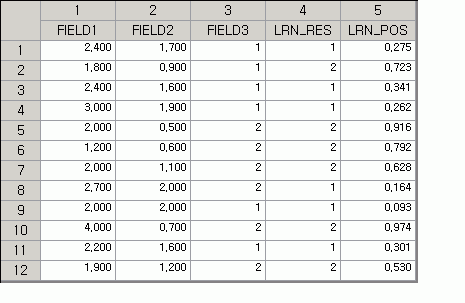 1 2 3 4 5
FIELD1 FIELD2 FIELD3 LRN_RES LRN_POS
1 2,400 1,700 1 1 0,275
2 1,800 0,900 1 2 0,723
3 2,400 1,600 1 1 0,341
4 3,000 1,900 1 1 0,262
5 2,000 0,500 2 2 0,916
6 1,200 0,600 2 2 0,792
7 2,000 1,100 2 2 0,628
8 2,700 2,000 2 1 0,164
9 2,000 2,000 1 1 0,093
10 4,000 0,700 2 2 0,974
11 2,200 1,600 1 1 0,301
12 1,900 1,200 2 2 0,530